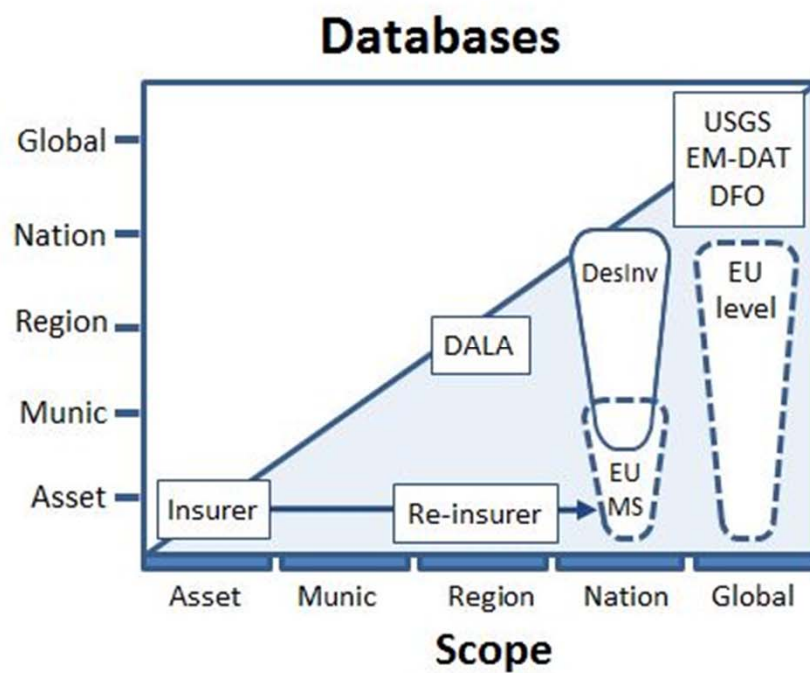 Databases
Global
Nation
Region
Munic
Asset
USGS
EM-DAT
DFO
DesInv
EU
level
DALA
EU
MS
Insurer
Re-insurer
Asset
Munic
Region
Nation
Global
Scope